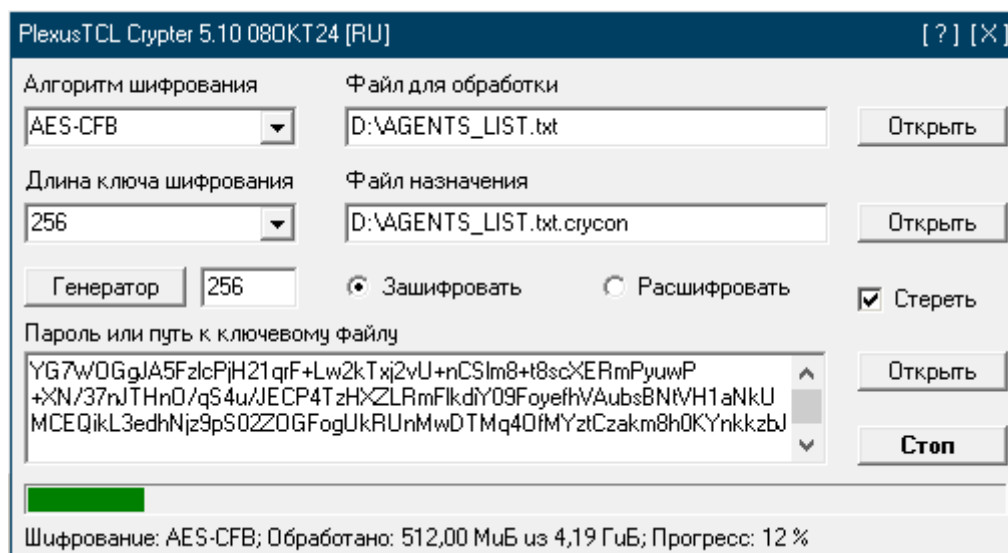 PlexusTCL Crypter 5.10 08OKT24 [RU] [ ? ] [X]
Алгоритм шифрования
Файл для обработки
AES-CFB
D:\AGENTS_LIST.txt
Открыть
Длина ключа шифрования
Файл назначения
256
D:\AGENTS_LIST.txt.crycon
Открыть
Генератор
256
Зашифровать
Расшифровать
Стереть
Пароль или путь к ключевому файлу
YG7WOGgJA5FzlcPjH21qrF+Lw2kTxj2vU+nCSlm8+t8scXERmPyuwP
+XN/37nJTHnO/qS4u/JECP4TzHXZLRmFlkdiY09FoyefhVAubsBNtVH1aNkU
MCEQikL3edhNjz9pS02ZOGFogUkRUnMwDTMq4OfMYztCzakm8h0KYnkkzbJ
Открыть
Стоп
Шифрование: AES-CFB; Обработано: 512,00 МиБ из 4,19 ГиБ; Прогресс: 12 %